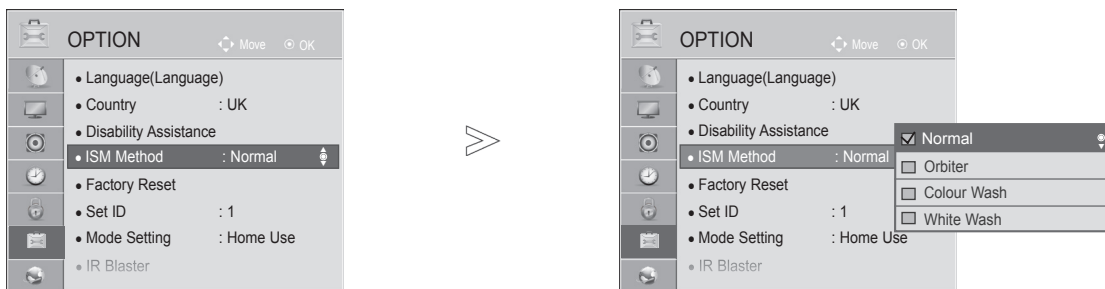 OPTION Move OK
• Language(Language)
• Country : UK
• Disability Assistance
• ISM Method : Normal
• Factory Reset
• Set ID : 1
• Mode Setting : Home Use
• IR Blaster
OPTION Move OK
• Language(Language)
• Country : UK
• Disability Assistance
• ISM Method : Normal
• Factory Reset
• Set ID : 1
• Mode Setting : Home Use
• IR Blaster
Normal
Orbiter
Colour Wash
White Wash